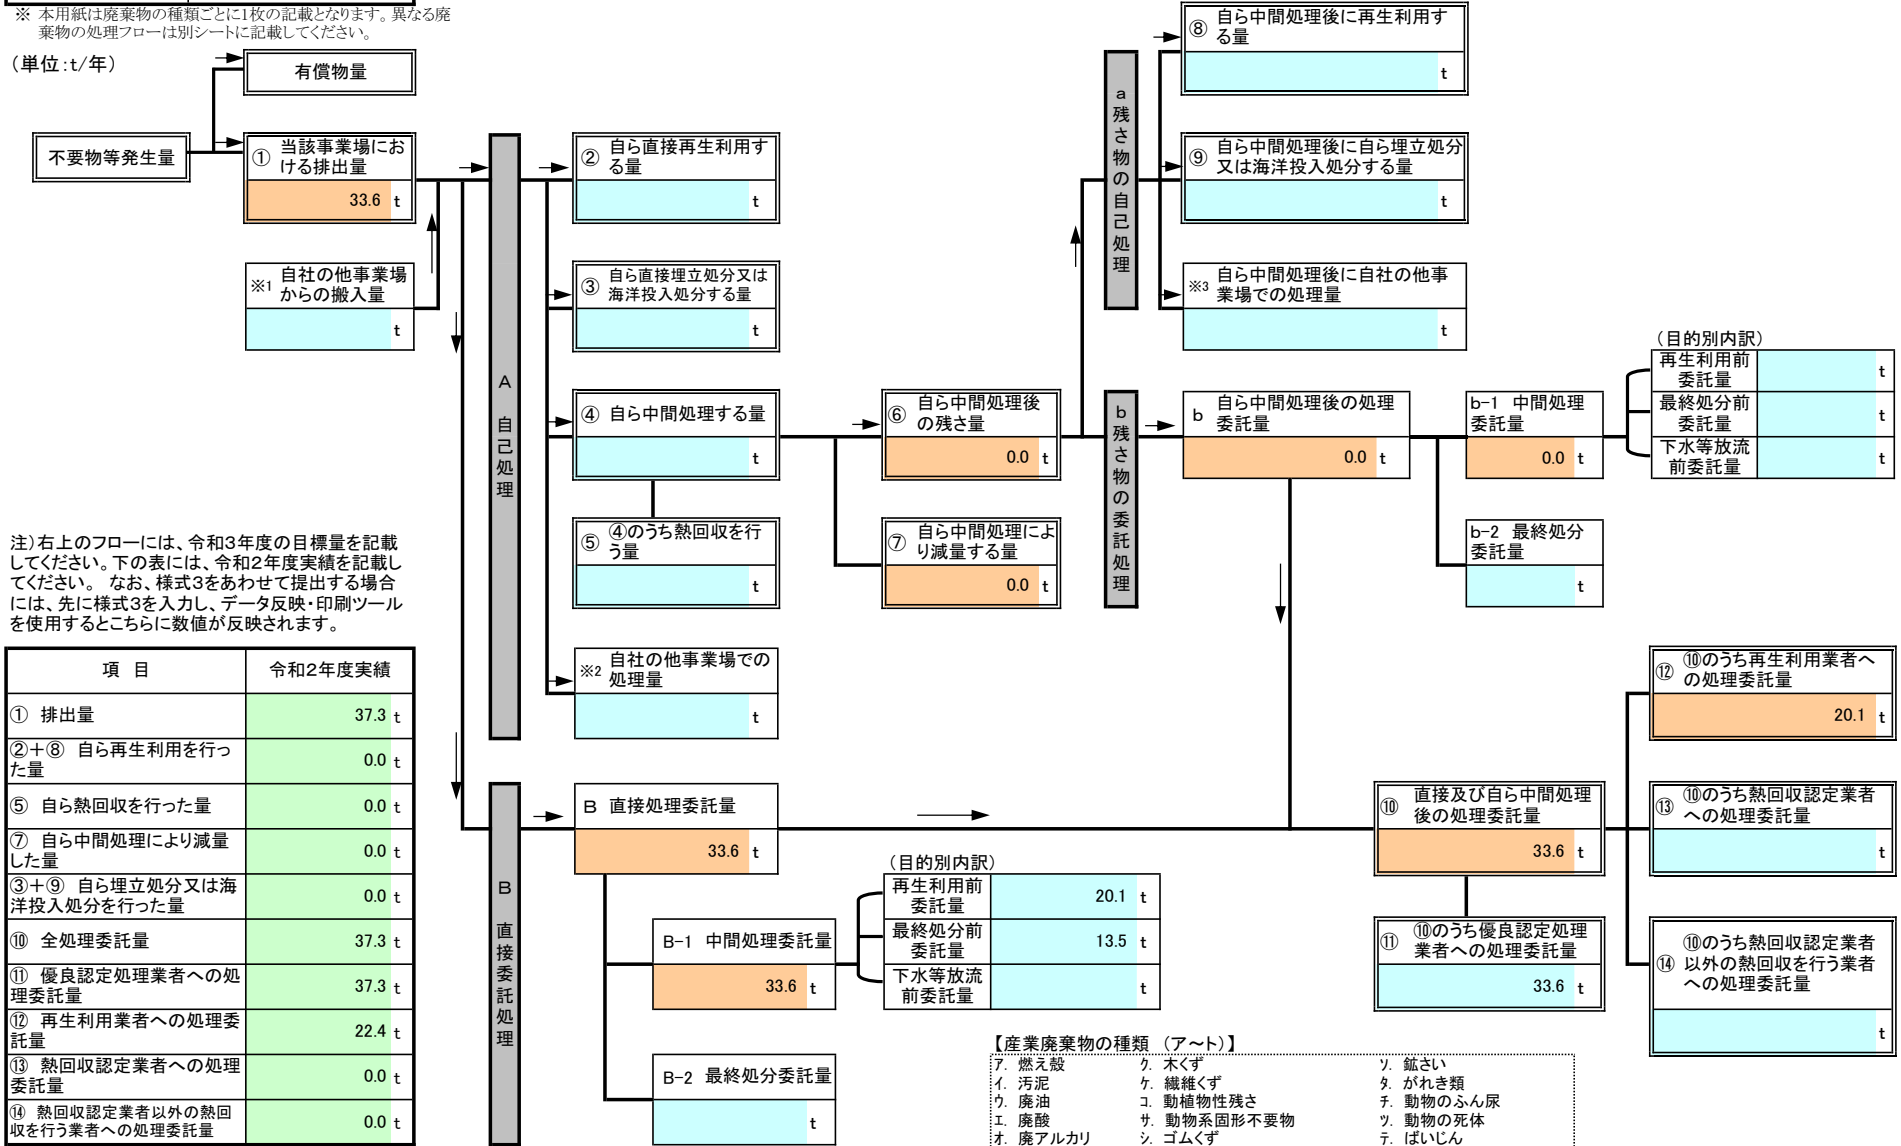 ※ 本用紙は廃棄物の種類ごとに1枚の記載となります。異なる廃
棄物の処理フローは別シートに記載してください。
（単位：t/年）
有償物量
不要物等発生量
① 当該事業場にお
ける排出量
33.6 t
※1 自社の他事業場
からの搬入量
t
A 自己処理
② 自ら直接再生利用す
る量
t
③ 自ら直接埋立処分又は
海洋投入処分する量
t
④ 自ら中間処理する量
t
⑤ ④のうち熱回収を行
う量
t
※2 自社の他事業場での
処理量
t
⑥ 自ら中間処理後
の残さ量
0.0 t
⑦ 自ら中間処理によ
り減量する量
0.0 t
a 残さ物の自己処理
⑧ 自ら中間処理後に再生利用す
る量
t
⑨ 自ら中間処理後に自ら埋立処分
又は海洋投入処分する量
t
※3 自ら中間処理後に自社の他事
業場での処理量
t
b 残さ物の委託処理
b 自ら中間処理後の処理
委託量
0.0 t
b-1 中間処理
委託量
0.0 t
b-2 最終処分
委託量
t
（目的別内訳）
再生利用前
委託量
t
最終処分前
委託量
t
下水等放流
前委託量
t
注）右上のフローには、令和３年度の目標量を記載
してください。下の表には、令和２年度実績を記載し
てください。 なお、様式３をあわせて提出する場合
には、先に様式３を入力し、データ反映・印刷ツール
を使用するとこちらに数値が反映されます。
項 目 令和２年度実績
① 排出量 37.3 t
②＋⑧ 自ら再生利用を行っ
た量 0.0 t
⑤ 自ら熱回収を行った量 0.0 t
⑦ 自ら中間処理により減量
した量 0.0 t
③＋⑨ 自ら埋立処分又は海
洋投入処分を行った量 0.0 t
⑩ 全処理委託量 37.3 t
⑪ 優良認定処理業者への処
理委託量 37.3 t
⑫ 再生利用業者への処理委
託量 22.4 t
⑬ 熱回収認定業者への処理
委託量 0.0 t
⑭ 熱回収認定業者以外の熱回
収を行う業者への処理委託量 0.0 t
B 直接委託処理
B 直接処理委託量
33.6 t
B-1 中間処理委託量
33.6 t
B-2 最終処分委託量
t
（目的別内訳）
再生利用前
委託量
20.1 t
最終処分前
委託量
13.5 t
下水等放流
前委託量
t
⑩ 直接及び自ら中間処理
後の処理委託量
33.6 t
⑪ ⑩のうち優良認定処理
業者への処理委託量
33.6 t
⑫ ⑩のうち再生利用業者へ
の処理委託量
20.1 t
⑬ ⑩のうち熱回収認定業者
への処理委託量
t
⑭ ⑩のうち熱回収認定業者
以外の熱回収を行う業者
への処理委託量
t
【産業廃棄物の種類 （ア～ト）】
ア. 燃え殻 ク. 木くず ソ. 鉱さい
イ. 汚泥 ケ. 繊維くず タ. がれき類
ウ. 廃油 コ. 動植物性残さ チ. 動物のふん尿
エ. 廃酸 サ. 動物系固形不要物 ツ. 動物の死体
オ. 廃アルカリ シ. ゴムくず テ. ばいじん